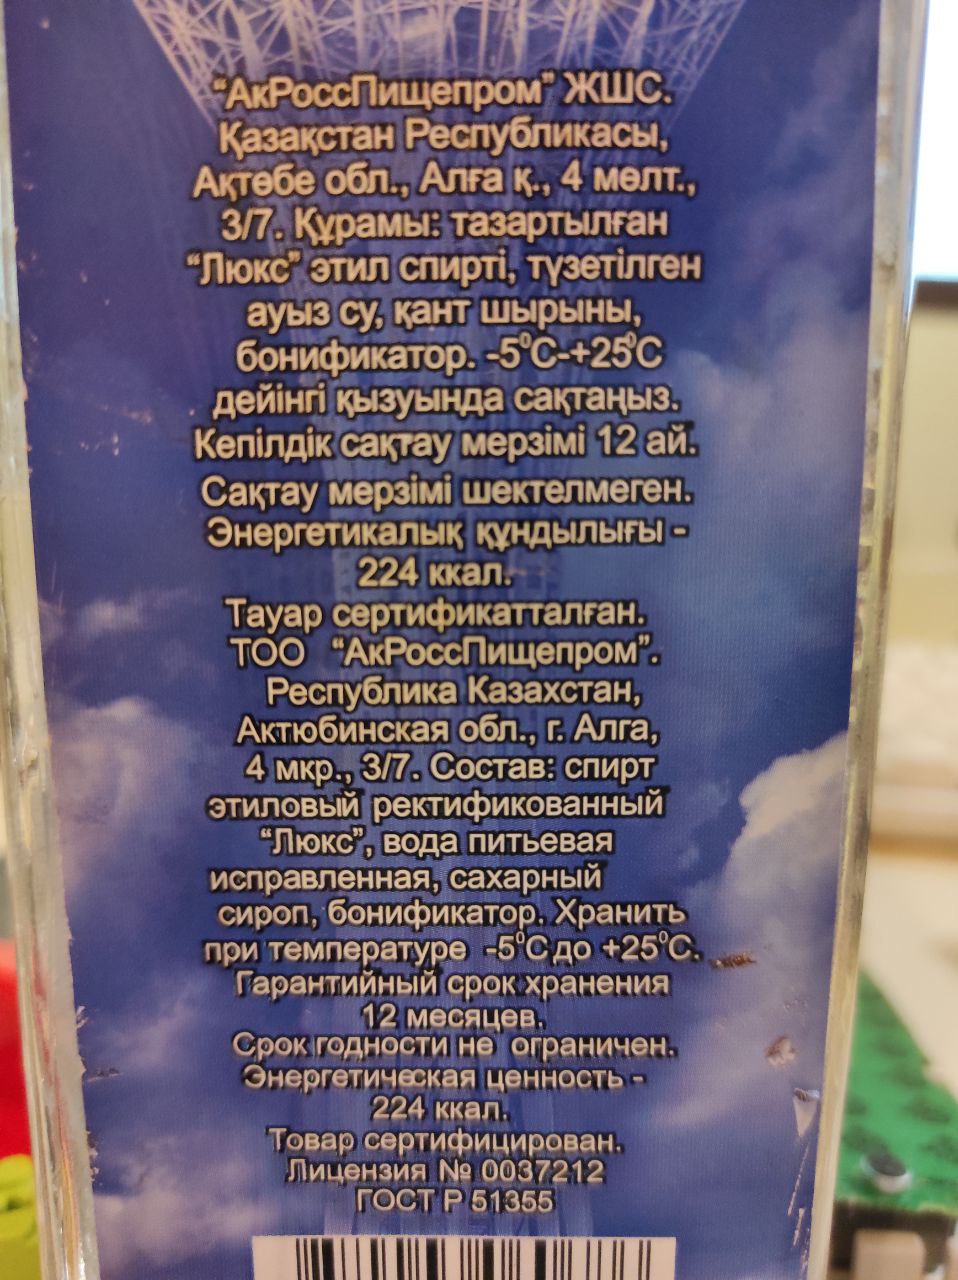 “АкРоссПищепром” ЖШС.
Қазақстан Республикасы,
Ақтөбе обл., Алға қ., 4 мөлт.,
3/7. Құрамы: тазартылған
“Люкс” этил спирті, түзетілген
ауыз су, қант шырыны,
бонификатор. -5⁰С-+25⁰С
дейінгі қызуында сақтаңыз.
Кепілдік сақтау мерзімі 12 ай.
Сақтау мерзімі шектелмеген.
Энергетикалық құндылығы -
224 ккал.
Тауар сертификатталған.
ТОО “АкРоссПищепром”.
Республика Казахстан,
Актюбинская обл., г. Алга,
4 мкр., 3/7. Состав: спирт
этиловый ректификованный
“Люкс”, вода питьевая
исправленная, сахарный
сироп, бонификатор. Хранить
при температуре -5⁰С до +25⁰С.
Гарантийный срок хранения
12 месяцев.
Срок годности не ограничен.
Энергетическая ценность -
224 ккал.
Товар сертифицирован.
Лицензия № 0037212
ГОСТ Р 51355